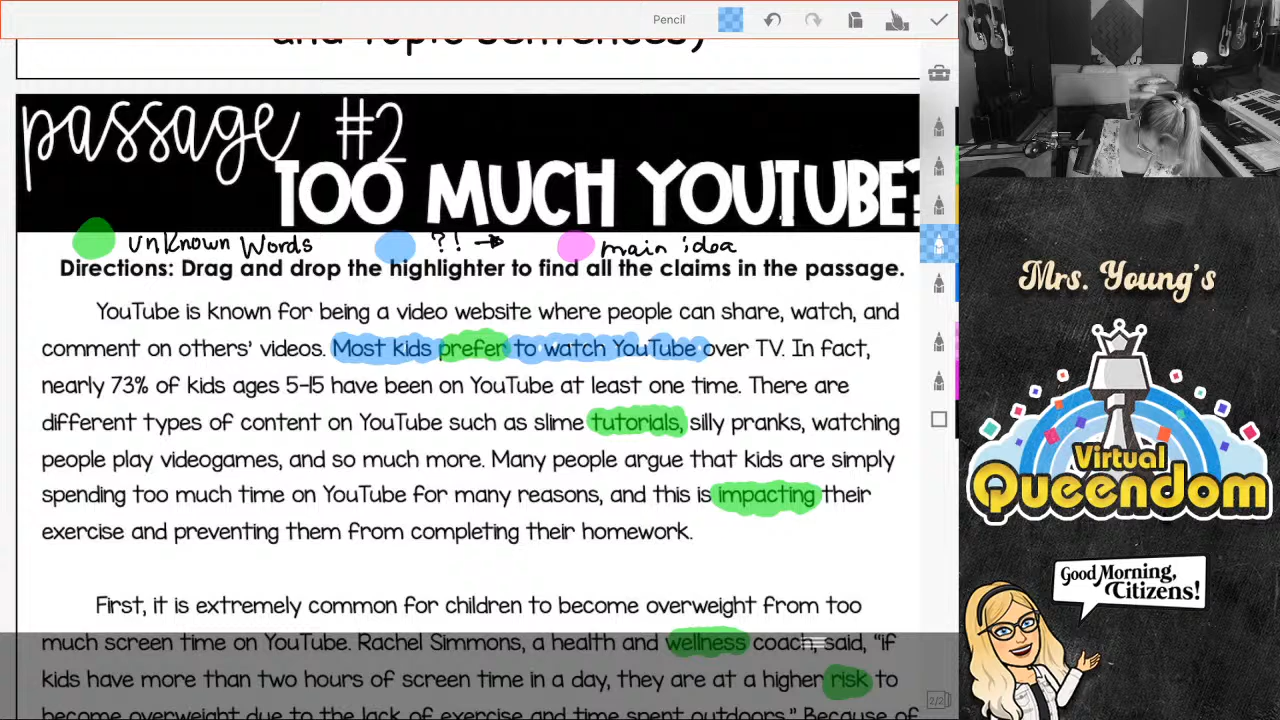 Pencil
and Topic sentences)
passage #2
TOO MUCH YOUTUBE?
unknown words ?! → main idea
Directions: Drag and drop the highlighter to find all the claims in the passage.
YouTube is known for being a video website where people can share, watch, and
comment on others' videos. Most kids prefer to watch YouTube over TV. In fact,
nearly 73% of kids ages 5-15 have been on YouTube at least one time. There are
different types of content on YouTube such as slime tutorials, silly pranks, watching
people play videogames, and so much more. Many people argue that kids are simply
spending too much time on YouTube for many reasons, and this is impacting their
exercise and preventing them from completing their homework.
First, it is extremely common for children to become overweight from too
much screen time on YouTube. Rachel Simmons, a health and wellness coach, said, "if
kids have more than two hours of screen time in a day, they are at a higher risk to
become overweight due to the lack of exercise and time spent outdoors." Because of
2/2
Mrs. Young's
Virtual
Queendom
Good Morning,
Citizens!